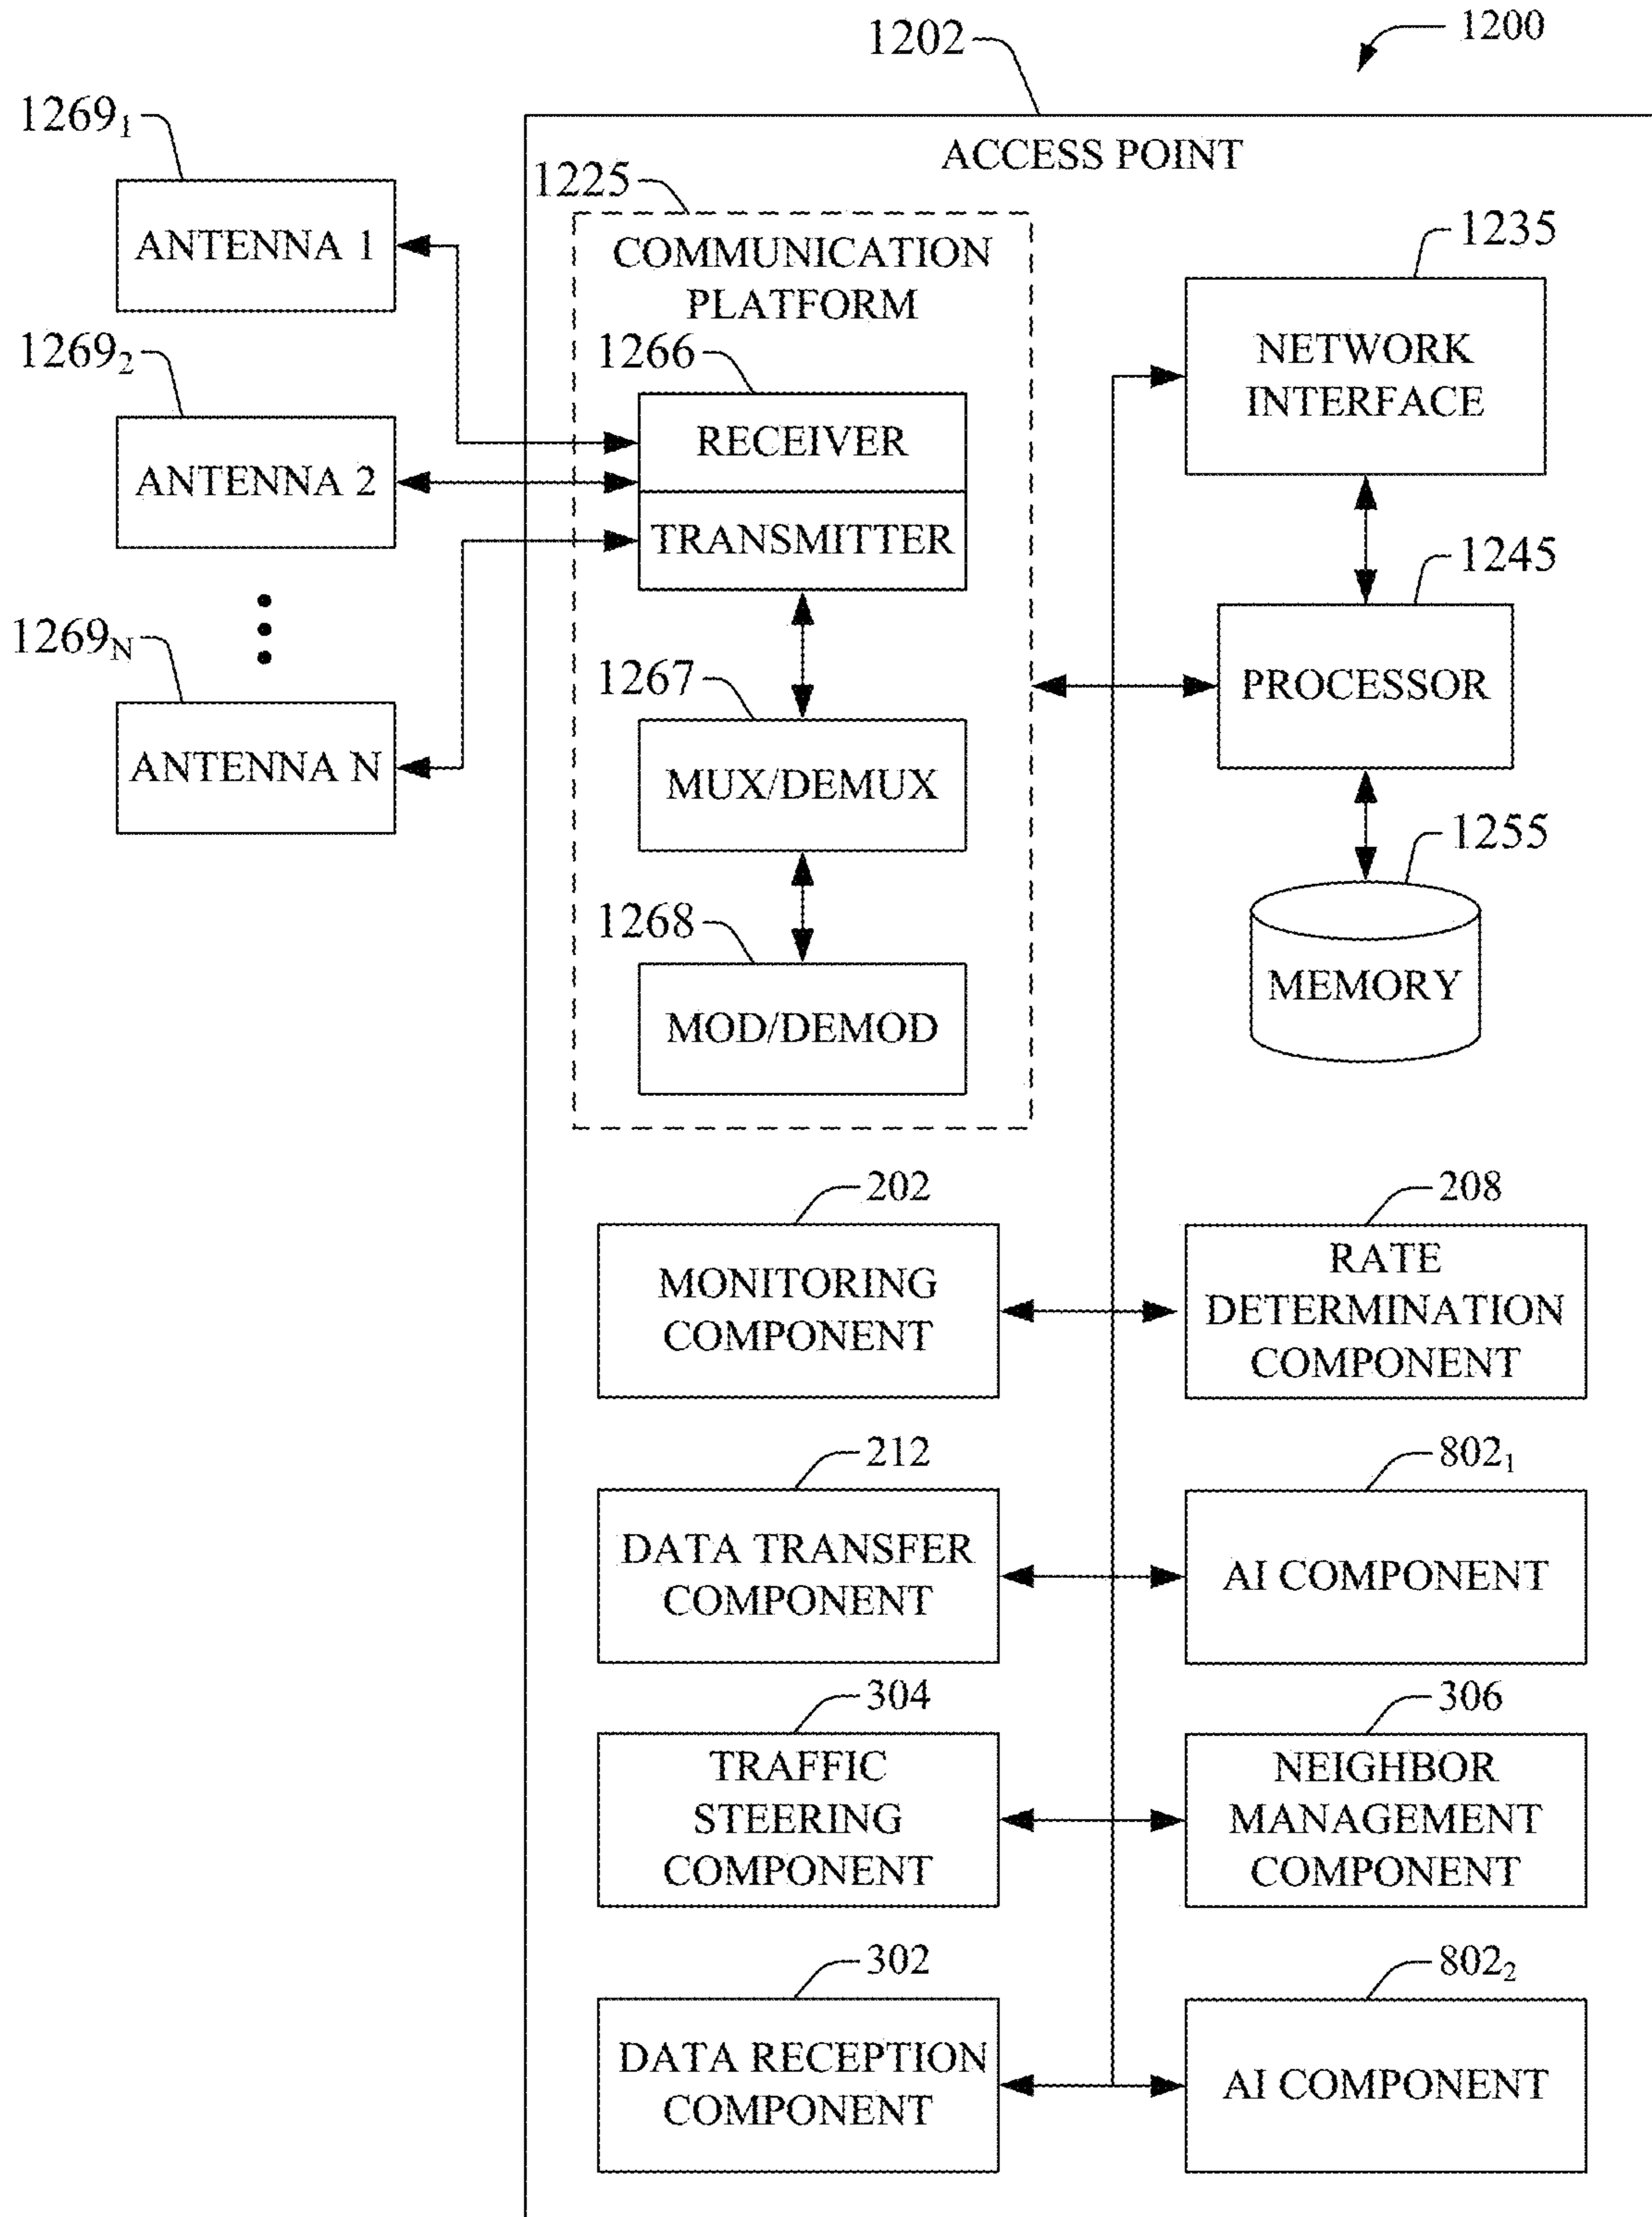 1200
1202
ACCESS POINT
1269₁
ANTENNA 1
1269₂
ANTENNA 2
1269N
ANTENNA N
1225
COMMUNICATION
PLATFORM
1266
RECEIVER
TRANSMITTER
1267
MUX/DEMUX
1268
MOD/DEMOD
1235
NETWORK
INTERFACE
1245
PROCESSOR
1255
MEMORY
202
MONITORING
COMPONENT
208
RATE
DETERMINATION
COMPONENT
212
DATA TRANSFER
COMPONENT
802₁
AI COMPONENT
304
TRAFFIC
STEERING
COMPONENT
306
NEIGHBOR
MANAGEMENT
COMPONENT
302
DATA RECEPTION
COMPONENT
802₂
AI COMPONENT